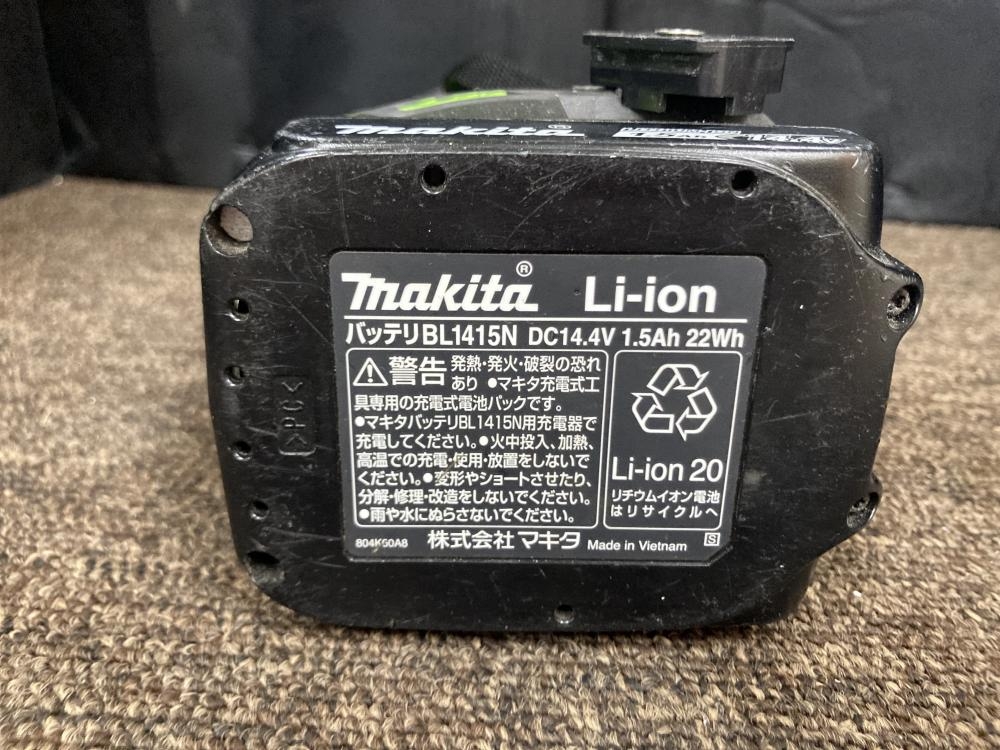 makita®
makita® Li-ion
バッテリBL1415N DC14.4V 1.5Ah 22Wh
警告 発熱・発火・破裂の恐れ
あり ●マキタ充電式工
具専用の充電式電池パックです。
●マキタバッテリBL1415N用充電器で
充電してください。●火中投入、加熱、
高温での充電・使用・放置をしないで
ください。●変形やショートさせたり、
分解・修理・改造をしないでください。
●雨や水にぬらさないでください。
Li-ion 20
リチウムイオン電池
はリサイクルへ
804K60A8 株式会社マキタ Made in Vietnam S
>PC<